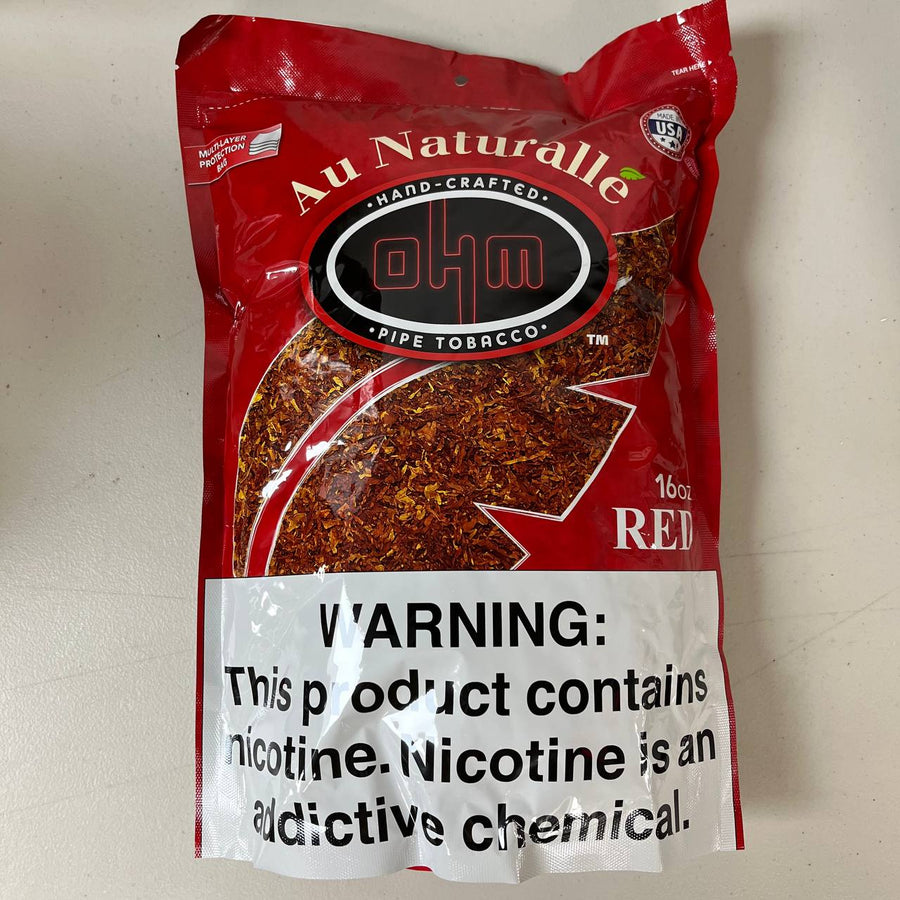 TEAR HERE
MADE IN
USA
MULTI-LAYER
PROTECTION
BAG
Au Naturallé
• HAND-CRAFTED •
OHM
• PIPE TOBACCO •
TM
16oz
RED
WARNING:
This product contains
nicotine. Nicotine is an
addictive chemical.